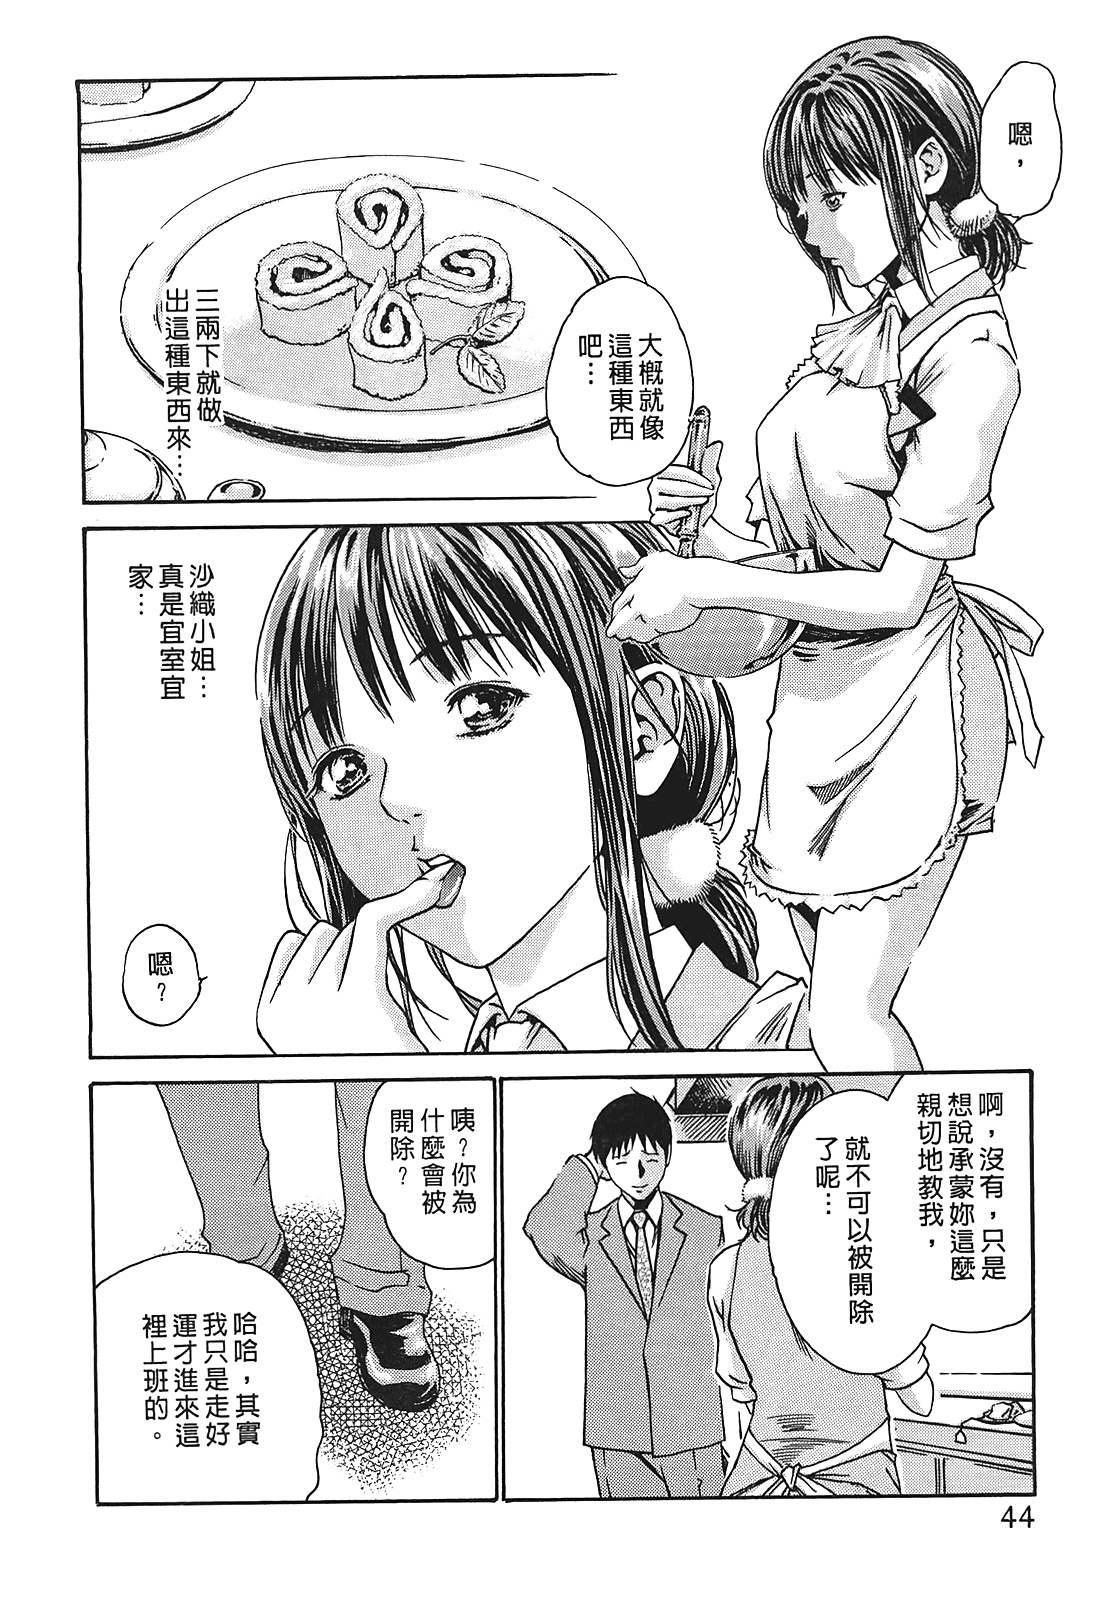 嗯，
大概就像
這種東西
吧…
三兩下就做
出這種東西來…
沙織小姐…
真是宜室宜
家…
嗯？
啊，沒有，只是
想說承蒙妳這麼
親切地教我，
就不可以被開除
了呢…
咦？你為
什麼會被
開除？
哈哈，其實
我只是走好
運才進來這
裡上班的。
44